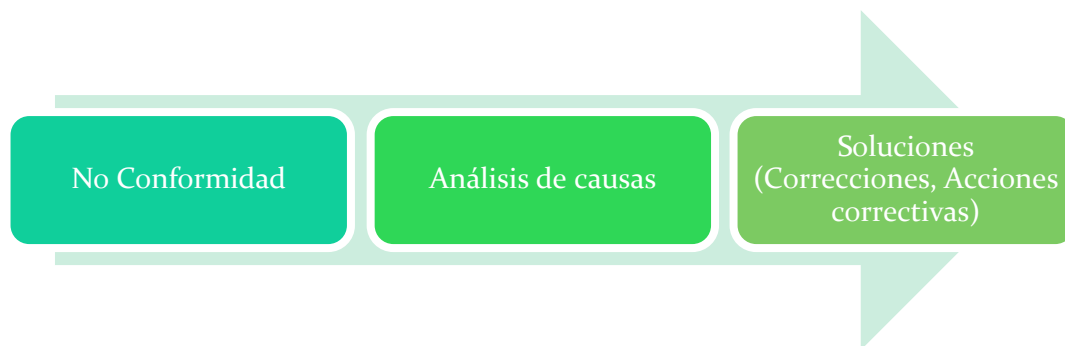 No Conformidad
Análisis de causas
Soluciones
(Correcciones, Acciones
correctivas)